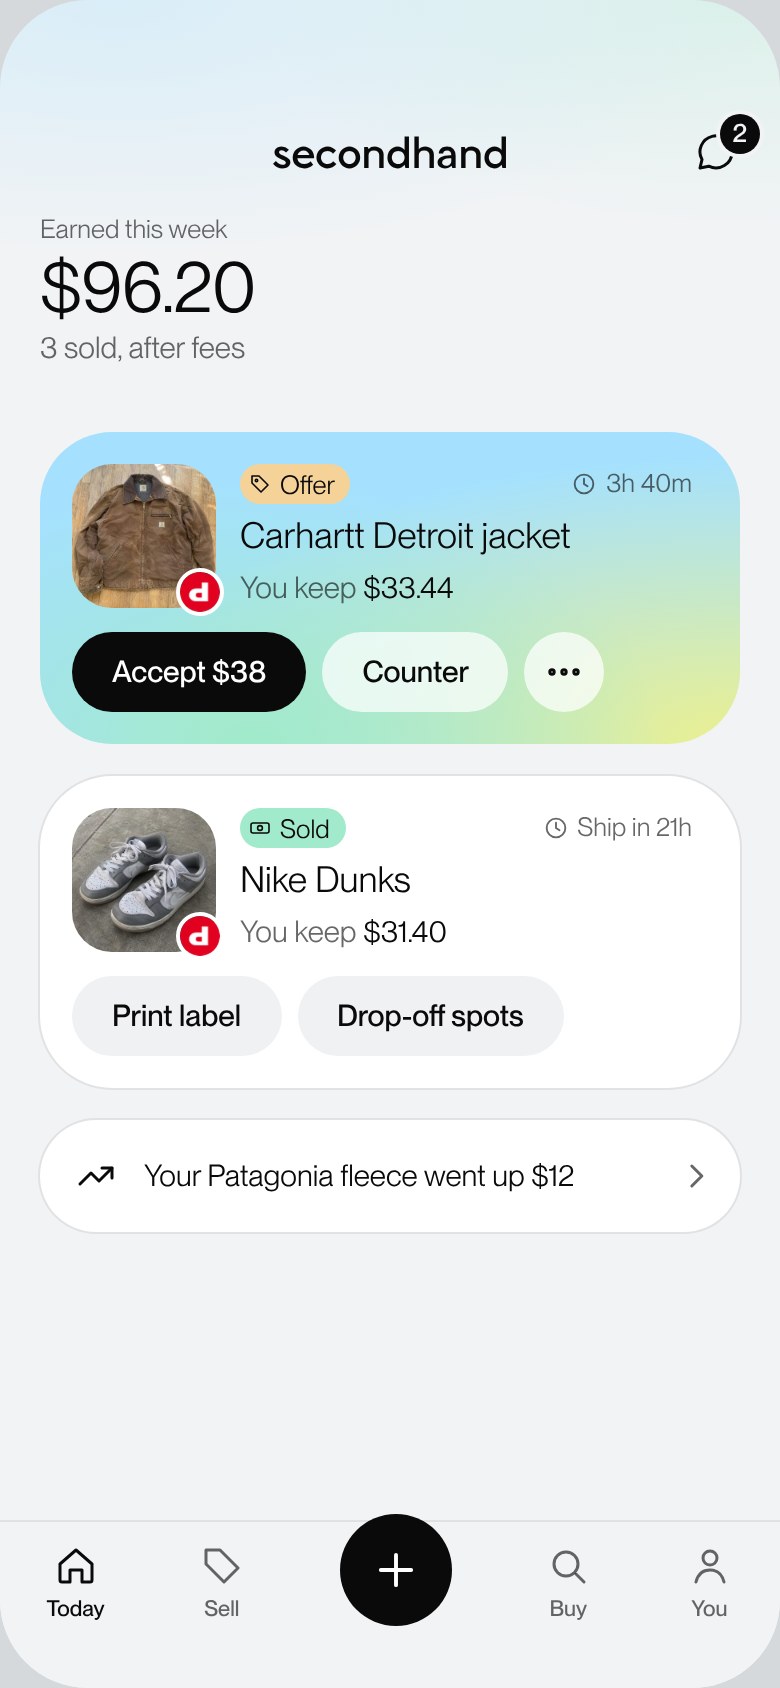 secondhand
2
Earned this week
$96.20
3 sold, after fees
Offer
3h 40m
Carhartt Detroit jacket
You keep $33.44
Accept $38
Counter
Sold
Ship in 21h
Nike Dunks
You keep $31.40
Print label
Drop-off spots
Your Patagonia fleece went up $12
Today
Sell
Buy
You